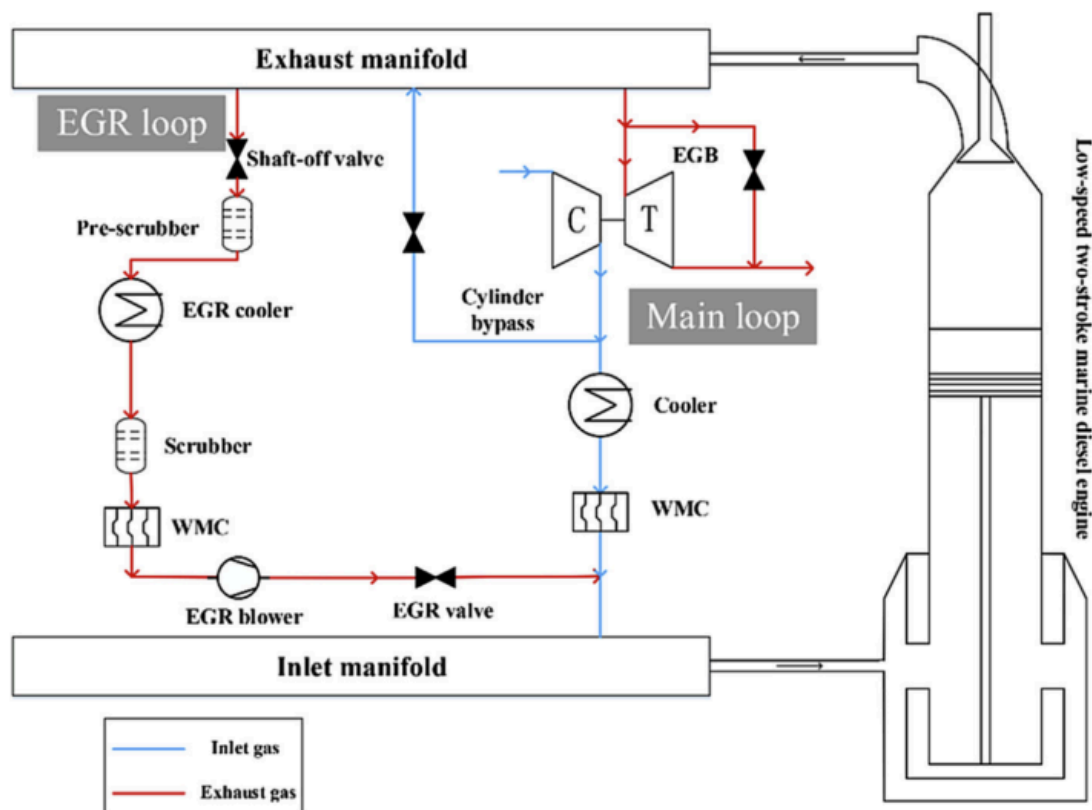 Exhaust manifold
EGR loop
Shaft-off valve
EGB
Pre-scrubber
C
T
EGR cooler
Cylinder
bypass
Main loop
Cooler
Scrubber
WMC
WMC
EGR blower
EGR valve
Inlet manifold
Inlet gas
Exhaust gas
Low-speed two-stroke marine diesel engine